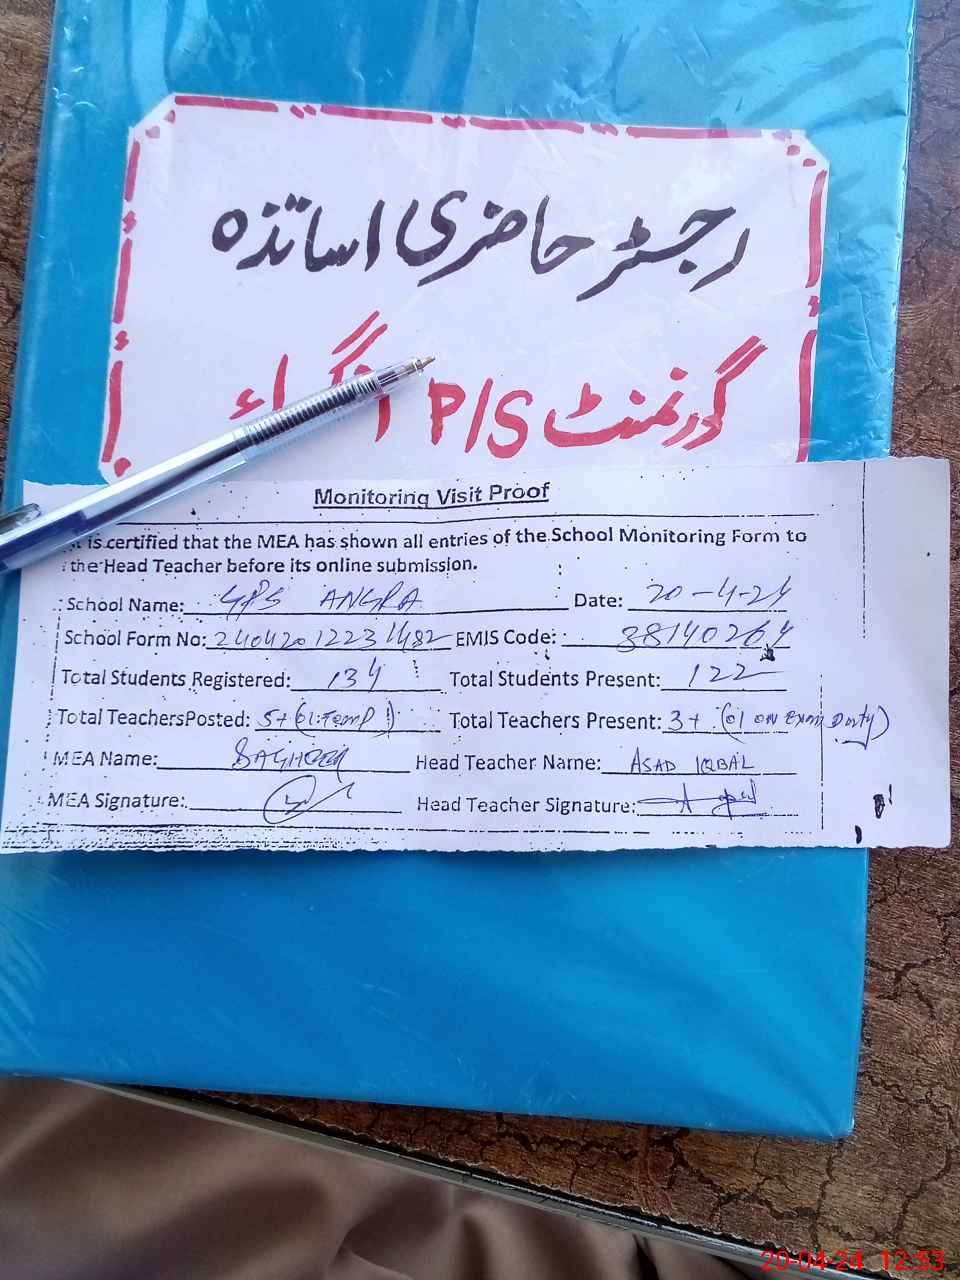 رجسٹر حاضری اساتذہ
گورنمنٹ P/S انگراء
Monitoring Visit Proof
is certified that the MEA has shown all entries of the School Monitoring Form to
the Head Teacher before its online submission.
School Name: GPS ANGRA Date: 20-4-24
School Form No: 24042012231482 EMIS Code: 38140264
Total Students Registered: 134 Total Students Present: 122
Total TeachersPosted: 5+(01:Temp) Total Teachers Present: 3+ (01 on Exam Duty)
MEA Name: Head Teacher Name: ASAD IQBAL
MEA Signature: Head Teacher Signature:
20-04-24 12:53